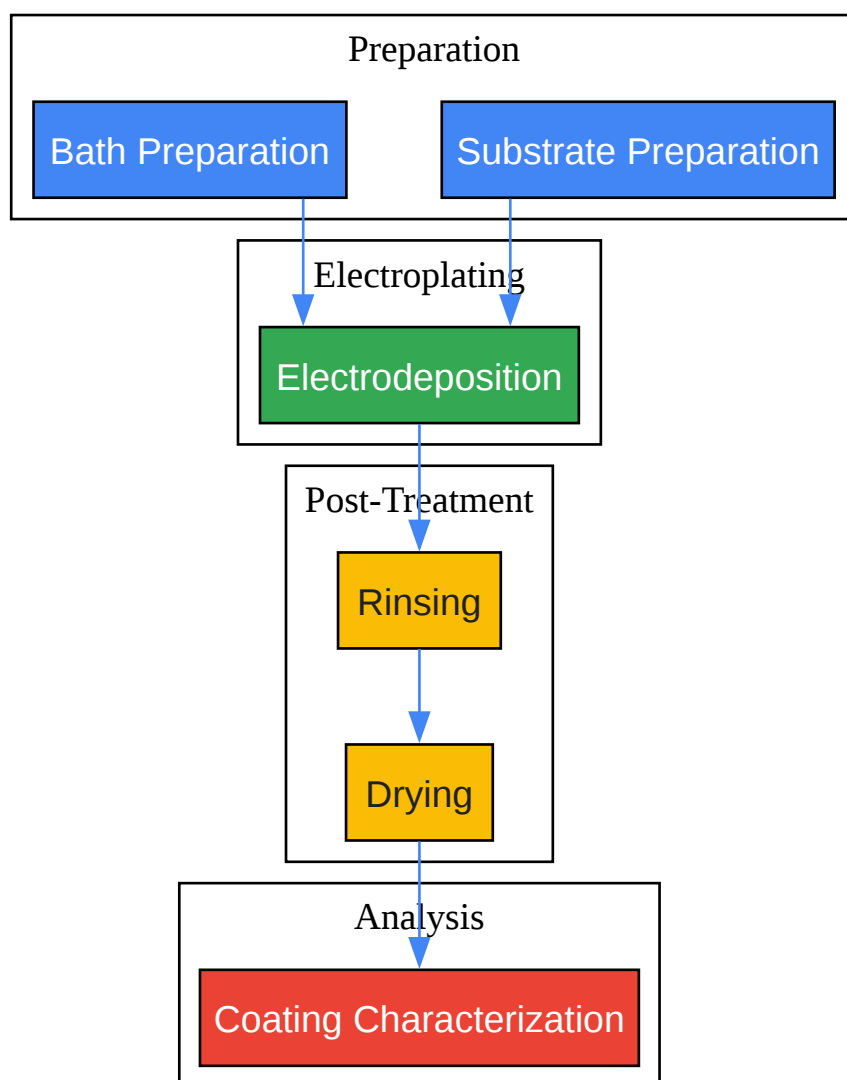 Preparation
Bath Preparation
Substrate Preparation
Electroplating
Electrodeposition
Post-Treatment
Rinsing
Drying
Analysis
Coating Characterization